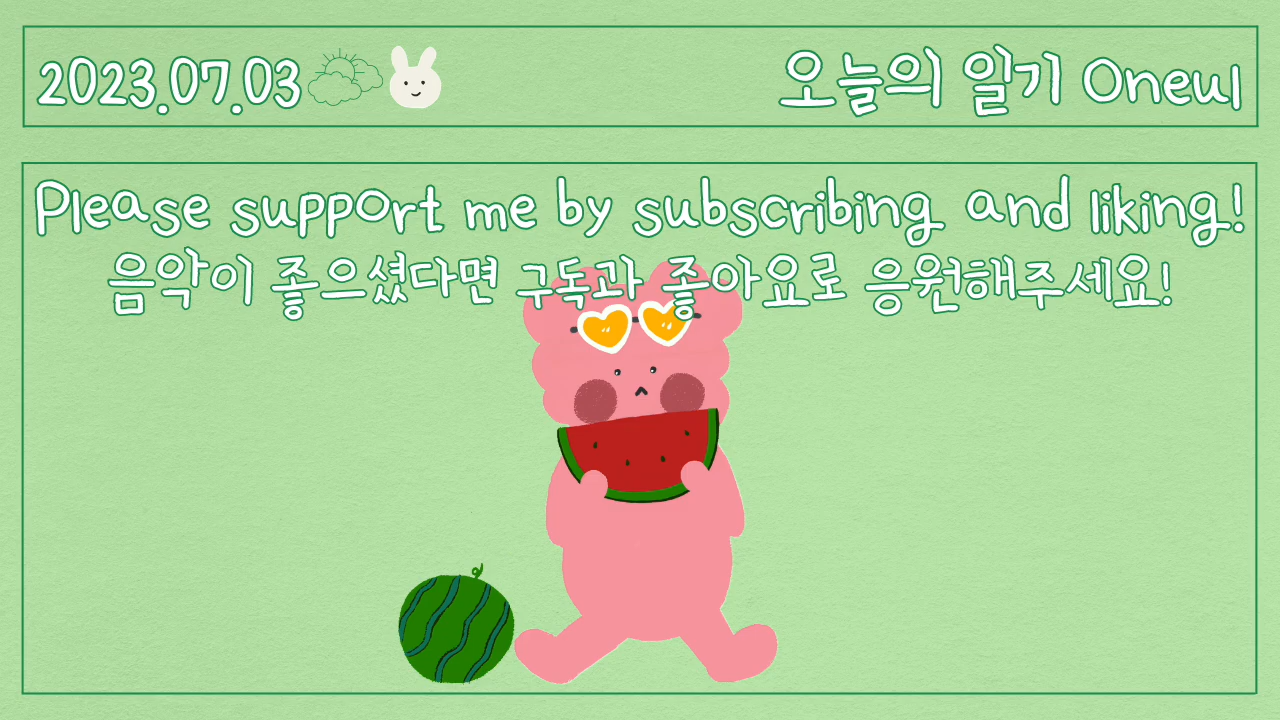 2023.07.03 오늘의 일기 Oneul
Please support me by subscribing and liking!
음악이 좋으셨다면 구독과 좋아요로 응원해주세요!